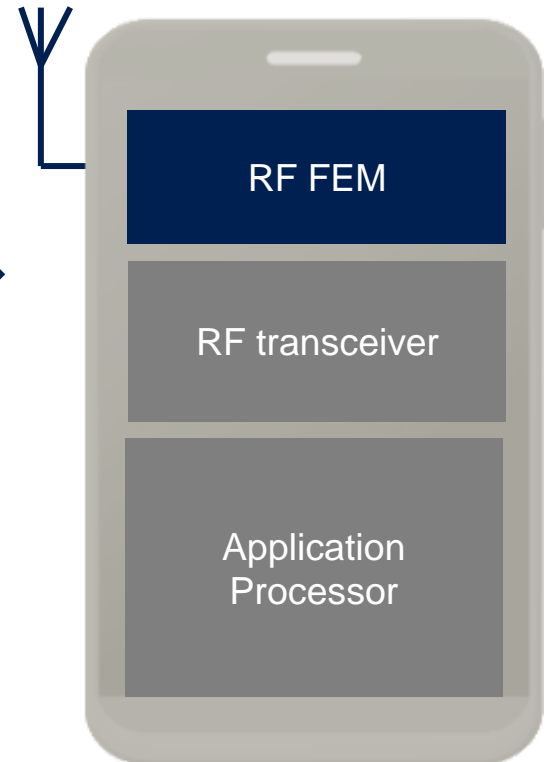 RF FEM
RF transceiver
Application
Processor